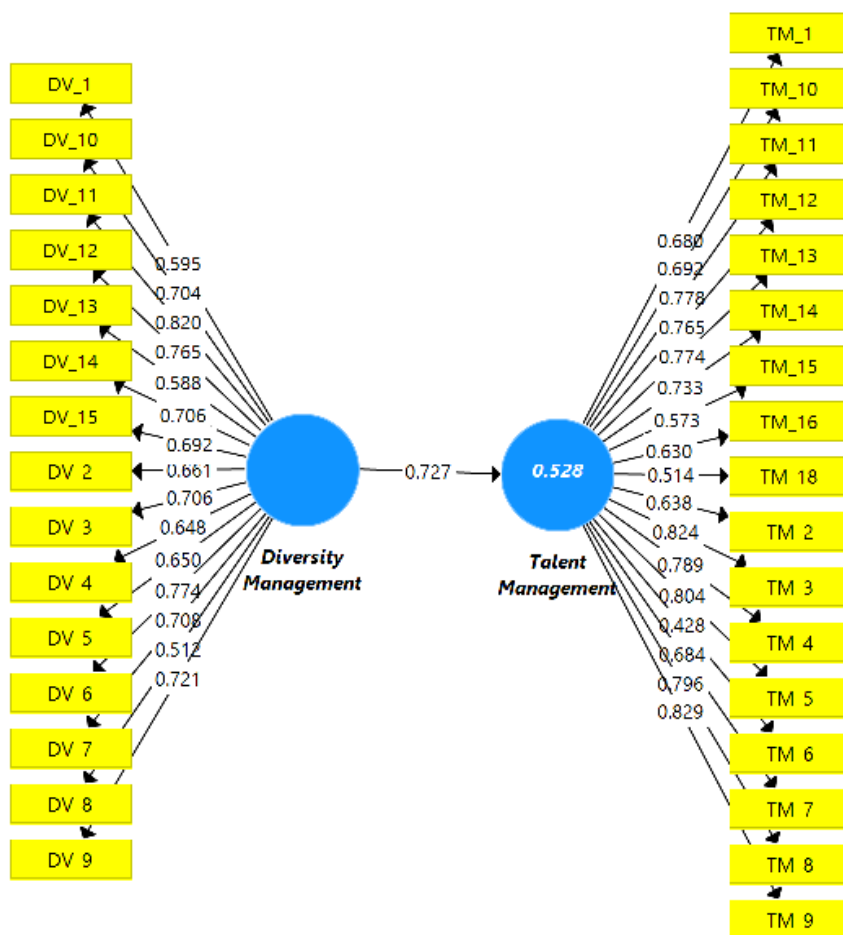 DV_1
DV_10
DV_11
DV_12
DV_13
DV_14
DV_15
DV 2
DV 3
DV 4
DV 5
DV 6
DV 7
DV 8
DV 9
0.595
0.704
0.820
0.765
0.588
0.706
0.692
0.661
0.706
0.648
0.650
0.774
0.708
0.512
0.721
Diversity
Management
0.727
0.528
Talent
Management
0.680
0.692
0.778
0.765
0.774
0.733
0.573
0.630
0.514
0.638
0.824
0.789
0.804
0.428
0.684
0.796
0.829
TM_1
TM_10
TM_11
TM_12
TM_13
TM_14
TM_15
TM_16
TM 18
TM 2
TM 3
TM 4
TM 5
TM 6
TM 7
TM 8
TM 9